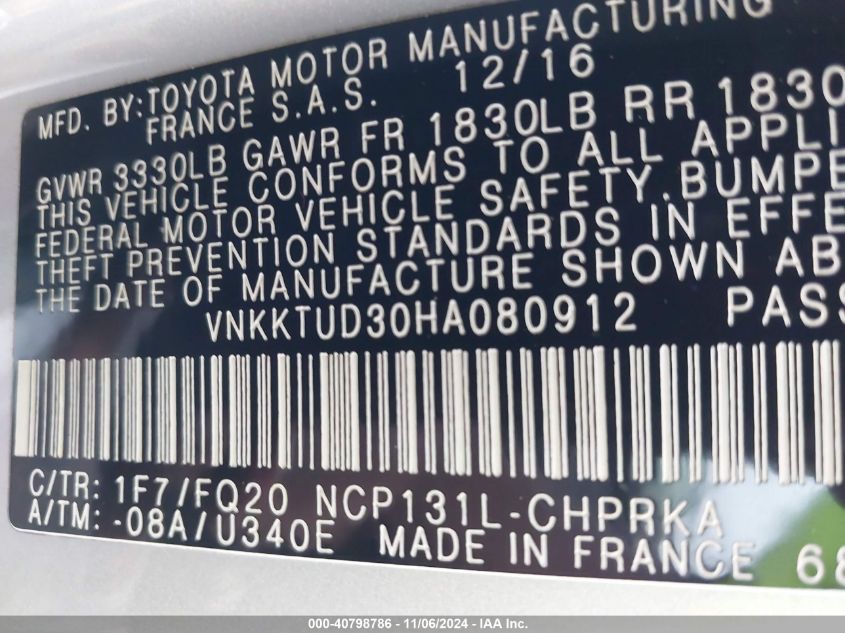 MFD. BY: TOYOTA MOTOR MANUFACTURING
FRANCE S.A.S. 12/16
GVWR 3330LB GAWR FR 1830LB RR 1830
THIS VEHICLE CONFORMS TO ALL APPLI
FEDERAL MOTOR VEHICLE SAFETY, BUMPE
THEFT PREVENTION STANDARDS IN EFFE
THE DATE OF MANUFACTURE SHOWN AB
VNKKTUD30HA080912 PASS
C/TR: 1F7/FQ20 NCP131L-CHPRKA
A/TM: -08A/U340E MADE IN FRANCE 68
000-40798786 - 11/06/2024 - IAA Inc.